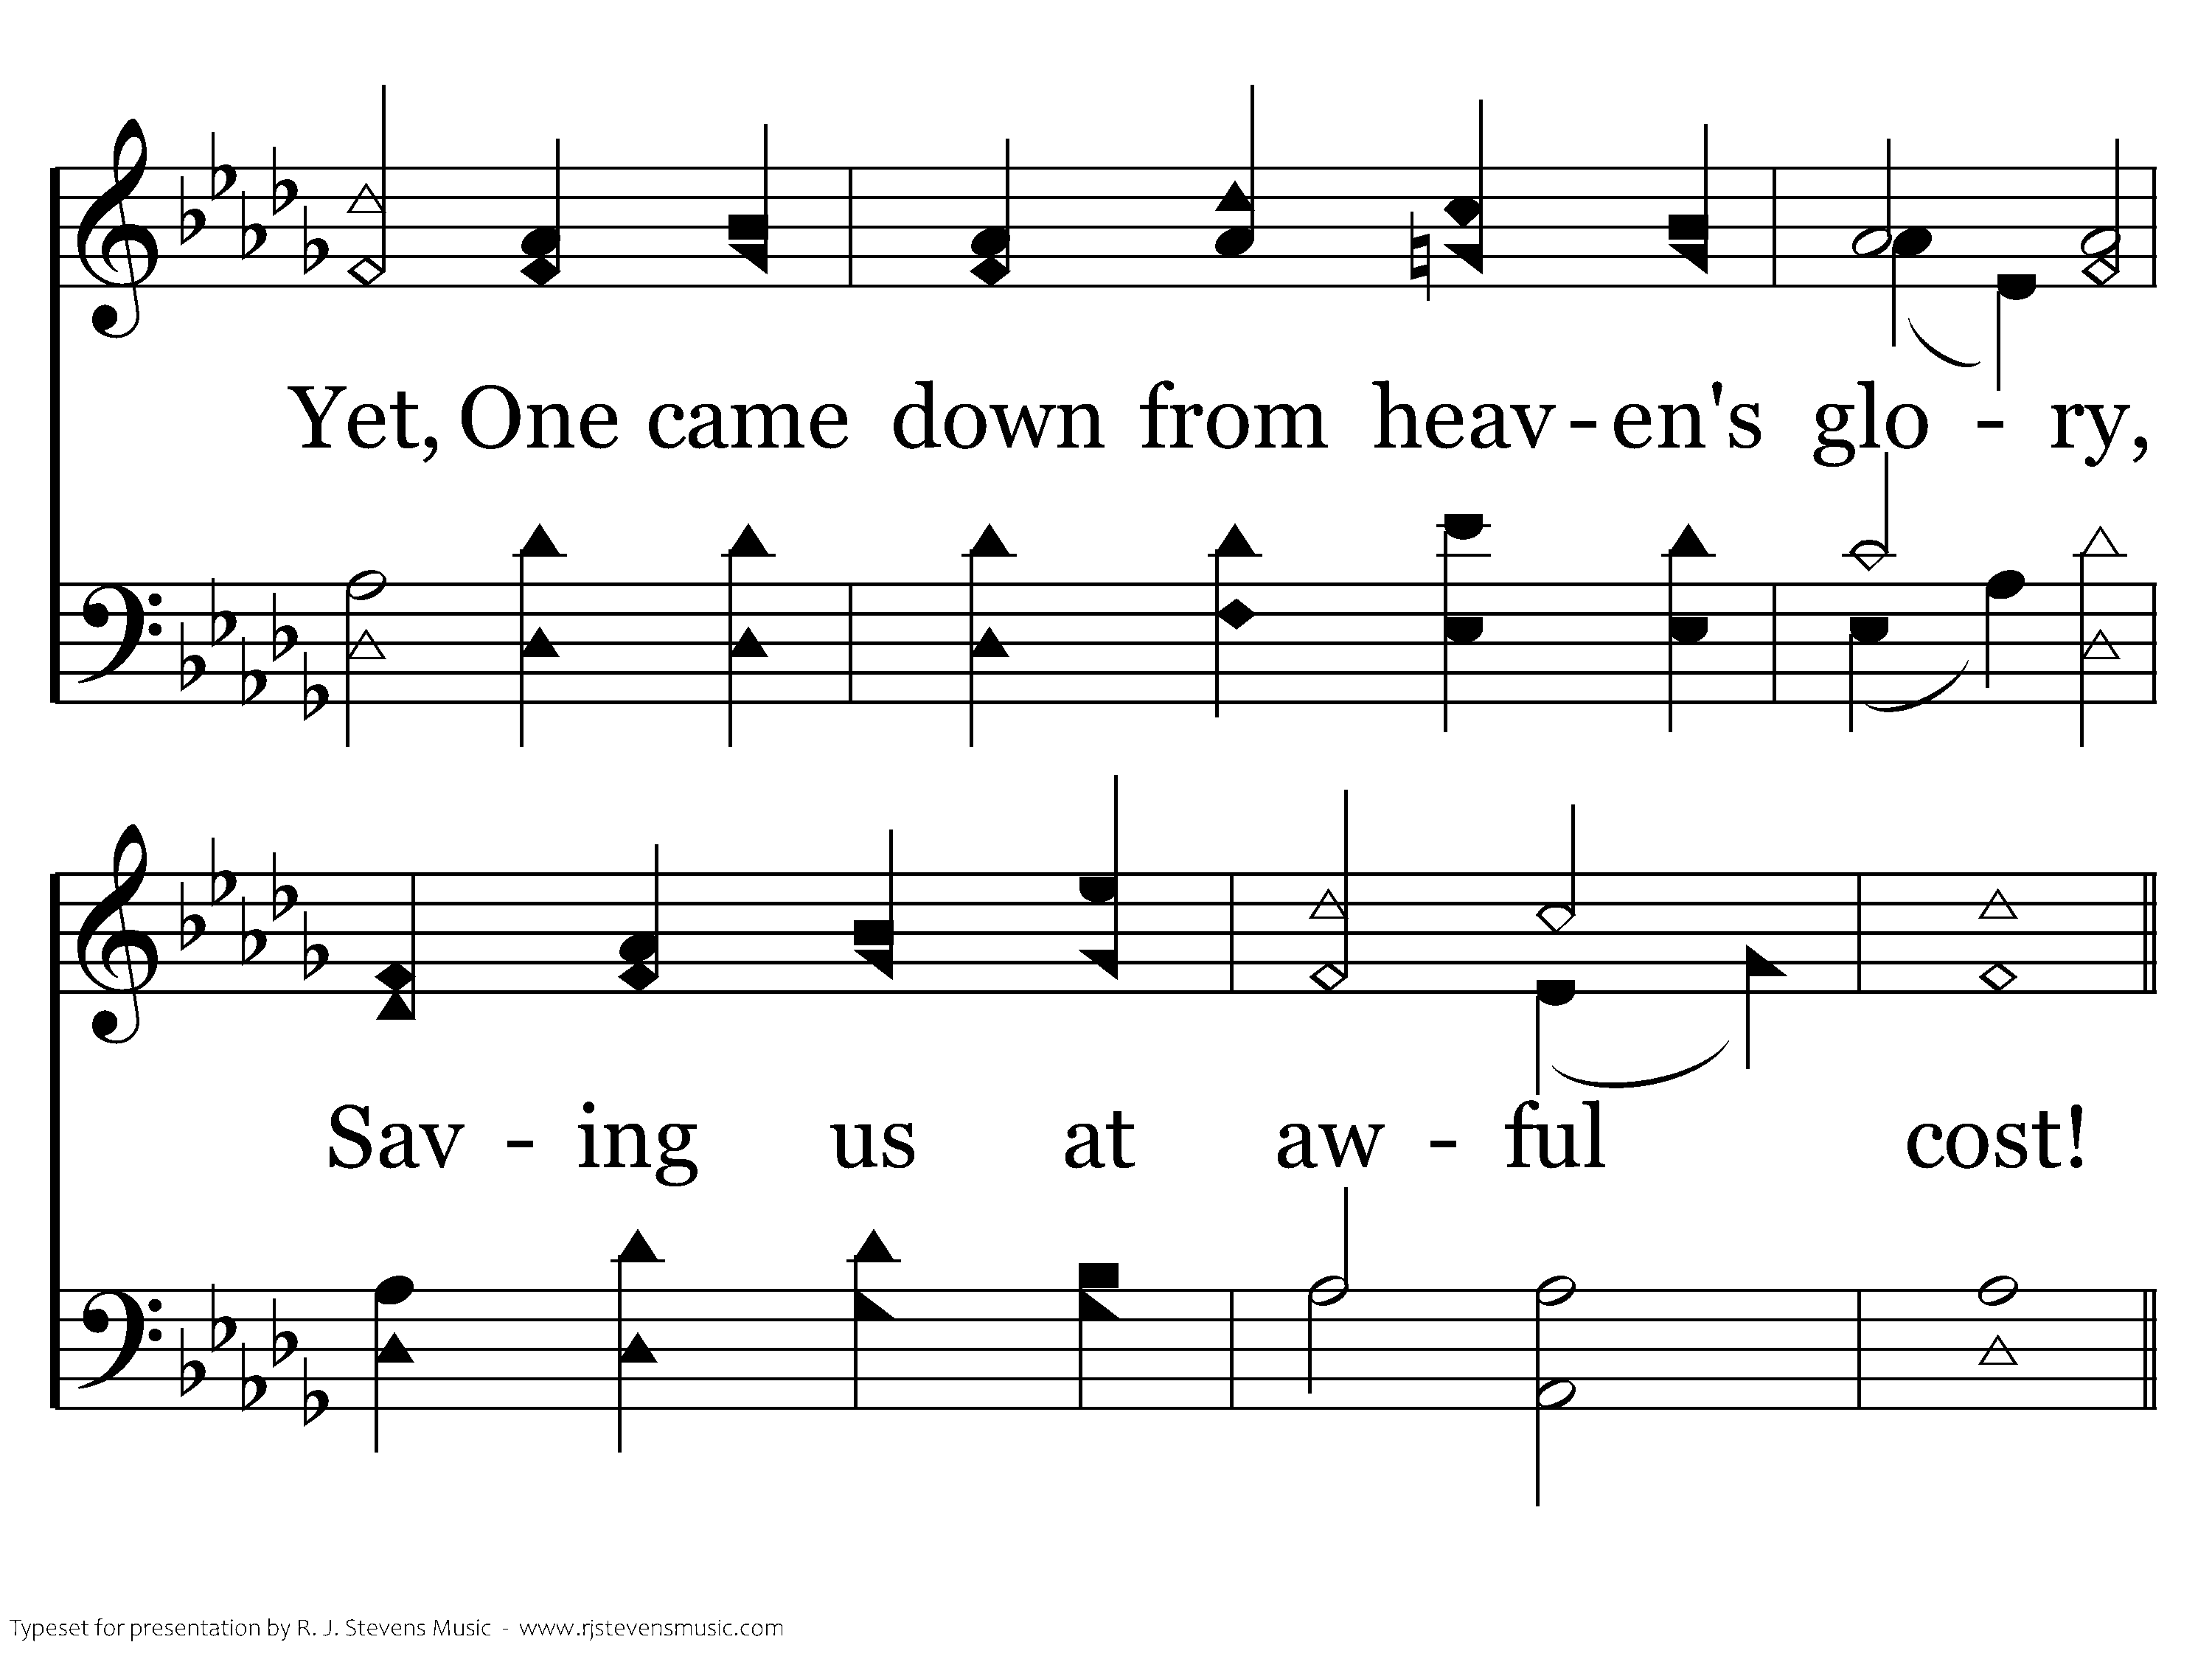 Yet, One came down from heav - en's glo - ry,
Sav - ing us at aw - ful cost!
Typeset for presentation by R. J. Stevens Music - www.rjstevensmusic.com